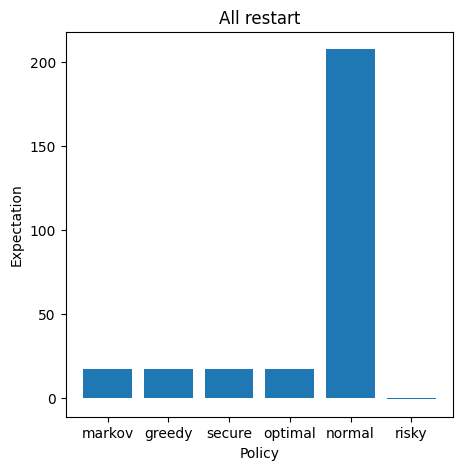 All restart
Expectation
200
150
100
50
0
markov greedy secure optimal normal risky
Policy